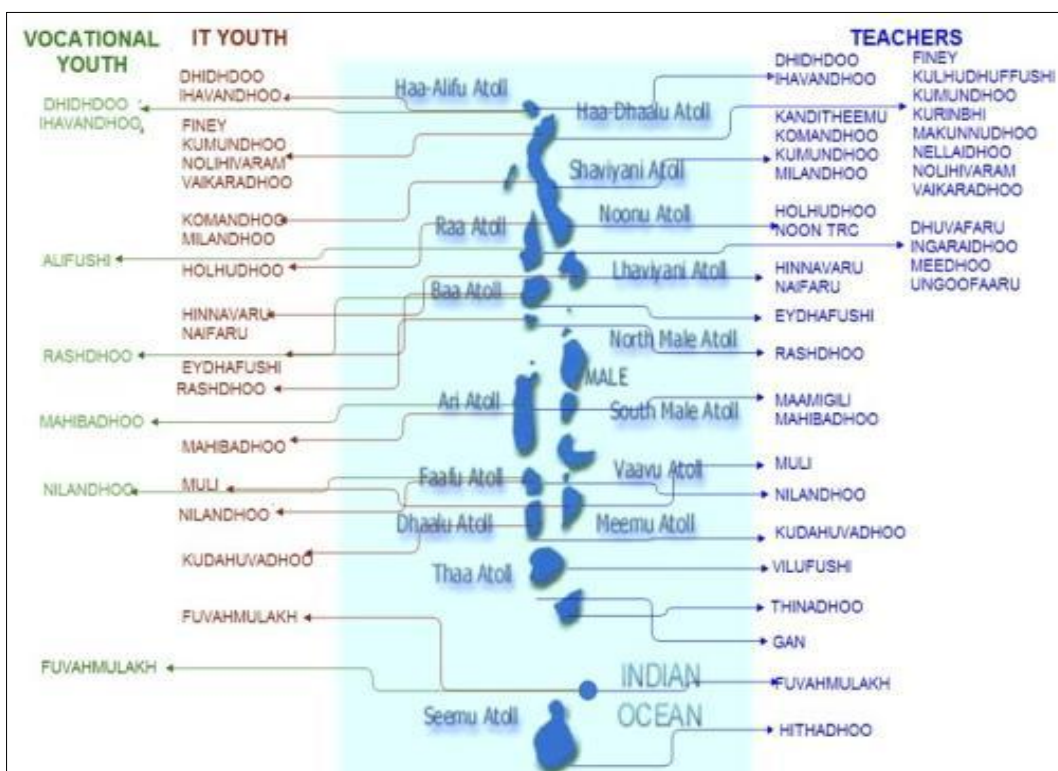 VOCATIONAL
YOUTH
DHIDHDOO
IHAVANDHOO
ALIFUSHI
RASHDHOO
MAHIBADHOO
NILANDHOO
FUVAHMULAKH
IT YOUTH
DHIDHDOO
IHAVANDHOO
FINEY
KUMUNDHOO
NOLIHIVARAM
VAIKARADHOO
KOMANDHOO
MILANDHOO
HOLHUDHOO
HINNAVARU
NAIFARU
EYDHAFUSHI
RASHDHOO
MAHIBADHOO
MULI
NILANDHOO
KUDAHUVADHOO
FUVAHMULAKH
Haa-Alifu Atoll
Haa-Dhaalu Atoll
Shaviyani Atoll
Raa Atoll
Noonu Atoll
Lhaviyani Atoll
Baa Atoll
North Male Atoll
MALE
Ari Atoll
South Male Atoll
Faafu Atoll
Vaavu Atoll
Dhaalu Atoll
Meemu Atoll
Thaa Atoll
INDIAN
OCEAN
Seemu Atoll
TEACHERS
DHIDHDOO
IHAVANDHOO
KANDITHEEMU
KOMANDHOO
KUMUNDHOO
MILANDHOO
HOLHUDHOO
NOON TRC
HINNAVARU
NAIFARU
EYDHAFUSHI
RASHDHOO
MAAMIGILI
MAHIBADHOO
MULI
NILANDHOO
KUDAHUVADHOO
VILUFUSHI
THINADHOO
GAN
FUVAHMULAKH
HITHADHOO
FINEY
KULHUDHUFFUSHI
KUMUNDHOO
KURINBHI
MAKUNNUDHOO
NELLAIDHOO
NOLIHIVARAM
VAIKARADHOO
DHUVAFARU
INGARAIDHOO
MEEDHOO
UNGOOFAARU